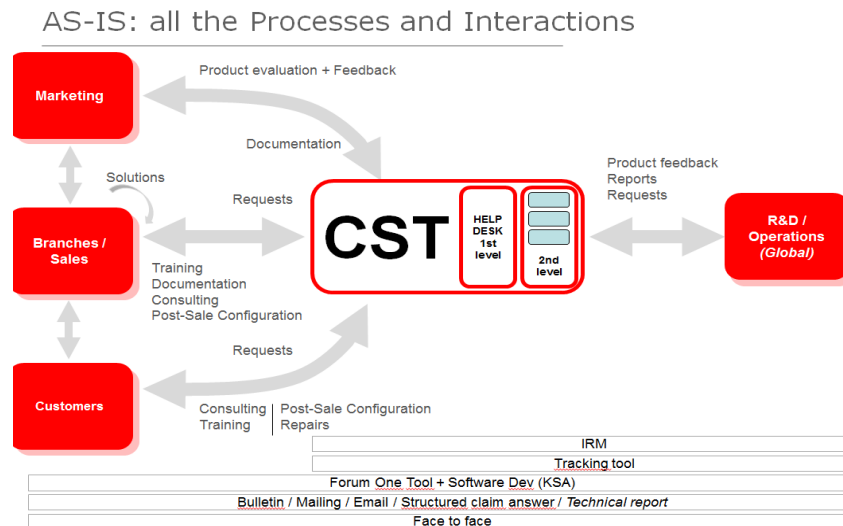 AS-IS: all the Processes and Interactions
Product evaluation + Feedback
Marketing
Documentation
Solutions
Requests
Product feedback
Reports
Requests
CST
HELP
DESK
1st
level
2nd
level
Branches /
Sales
R&D /
Operations
(Global)
Training
Documentation
Consulting
Post-Sale Configuration
Requests
Customers
Consulting
Training
Post-Sale Configuration
Repairs
IRM
Tracking tool
Forum One Tool + Software Dev (KSA)
Bulletin / Mailing / Email / Structured claim answer / Technical report
Face to face